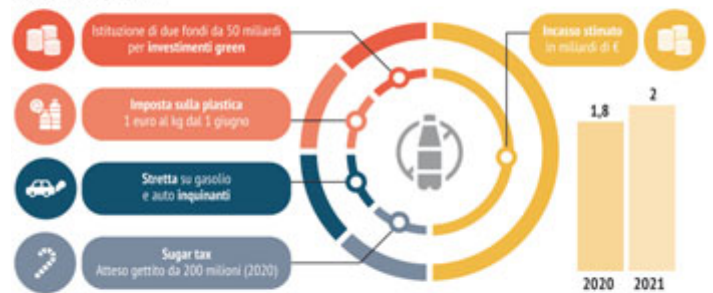 Istituzione di due fondi da 50 miliardi
per investimenti green
Imposta sulla plastica
1 euro al kg dal 1 giugno
Stretta su gasolio
e auto inquinanti
Sugar tax
Atteso gettito da 200 milioni (2020)
Incasso stimato
in miliardi di €
1,8
2
2020
2021